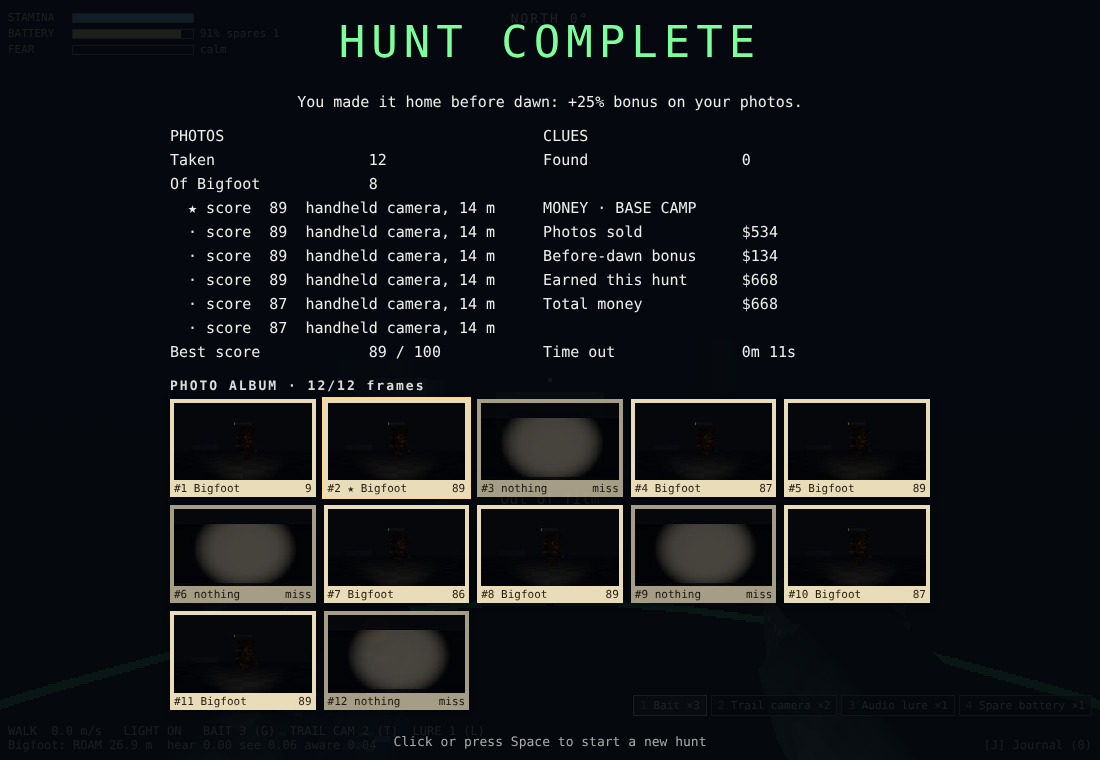 STAMINA
BATTERY 91% spares 1
FEAR calm
NORTH 0°
HUNT COMPLETE
You made it home before dawn: +25% bonus on your photos.
PHOTOS
Taken 12
Of Bigfoot 8
★ score 89 handheld camera, 14 m
· score 89 handheld camera, 14 m
· score 89 handheld camera, 14 m
· score 89 handheld camera, 14 m
· score 87 handheld camera, 14 m
· score 87 handheld camera, 14 m
Best score 89 / 100
CLUES
Found 0
MONEY · BASE CAMP
Photos sold $534
Before-dawn bonus $134
Earned this hunt $668
Total money $668
Time out 0m 11s
PHOTO ALBUM · 12/12 frames
#1 Bigfoot 9
#2 ★ Bigfoot 89
#3 nothing miss
#4 Bigfoot 87
#5 Bigfoot 89
out of film
#6 nothing miss
#7 Bigfoot 86
#8 Bigfoot 89
#9 nothing miss
#10 Bigfoot 87
#11 Bigfoot 89
#12 nothing miss
1 Bait ×3 2 Trail camera ×2 3 Audio lure ×1 4 Spare battery ×1
WALK 0.0 m/s LIGHT ON BAIT 3 (G) TRAIL CAM 2 (T) LURE 1 (L)
Bigfoot: ROAM 26.9 m hear 0.00 see 0.06 aware 0.04
Click or press Space to start a new hunt
[J] Journal (0)